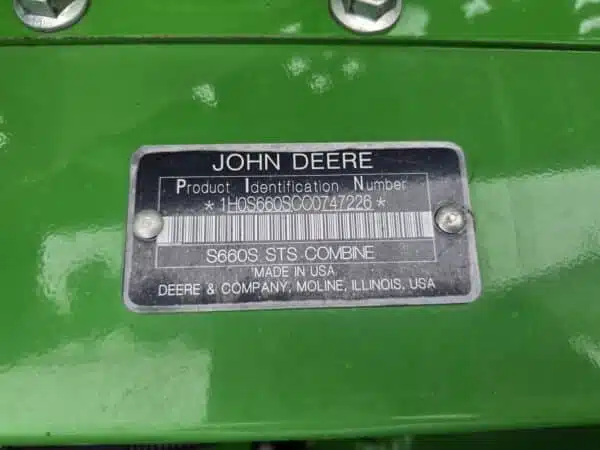 JOHN DEERE
Product Identification Number
*1H0S660SCC0747226*
S660S STS COMBINE
MADE IN USA
DEERE & COMPANY, MOLINE, ILLINOIS, USA